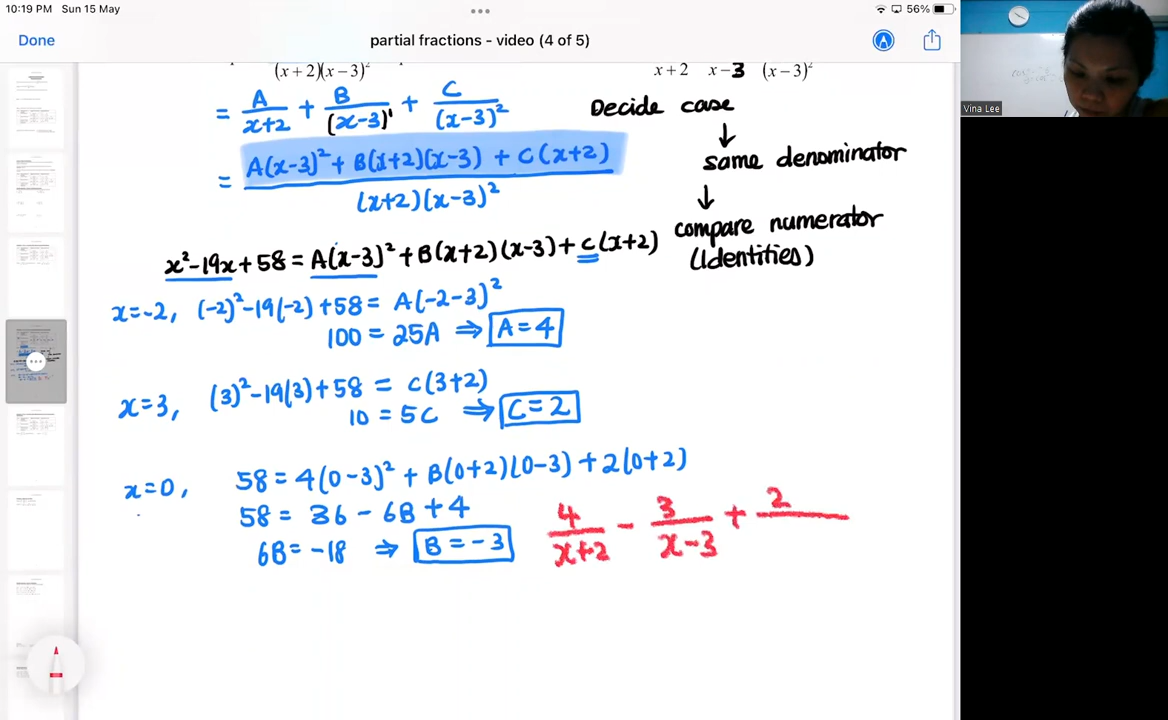 10:19 PM Sun 15 May
56%
Done
partial fractions - video (4 of 5)
(x+2)(x−3)²
x+2 x−3 (x−3)²
= A/(x+2) + B/(x−3)¹ + C/(x−3)²
= (A(x−3)² + B(x+2)(x−3) + C(x+2))/((x+2)(x−3)²)
Decide case
↓
same denominator
↓
compare numerator
(Identities)
x²−19x+58 = A(x−3)² + B(x+2)(x−3) + C(x+2)
x=−2, (−2)²−19(−2)+58 = A(−2−3)²
100 = 25A ⇒ A=4
x=3, (3)²−19(3)+58 = C(3+2)
10 = 5C ⇒ C=2
x=0, 58 = 4(0−3)² + B(0+2)(0−3) + 2(0+2)
58 = 36 − 6B + 4
6B = −18 ⇒ B = −3
4/(x+2) − 3/(x−3) + 2/
Vina Lee